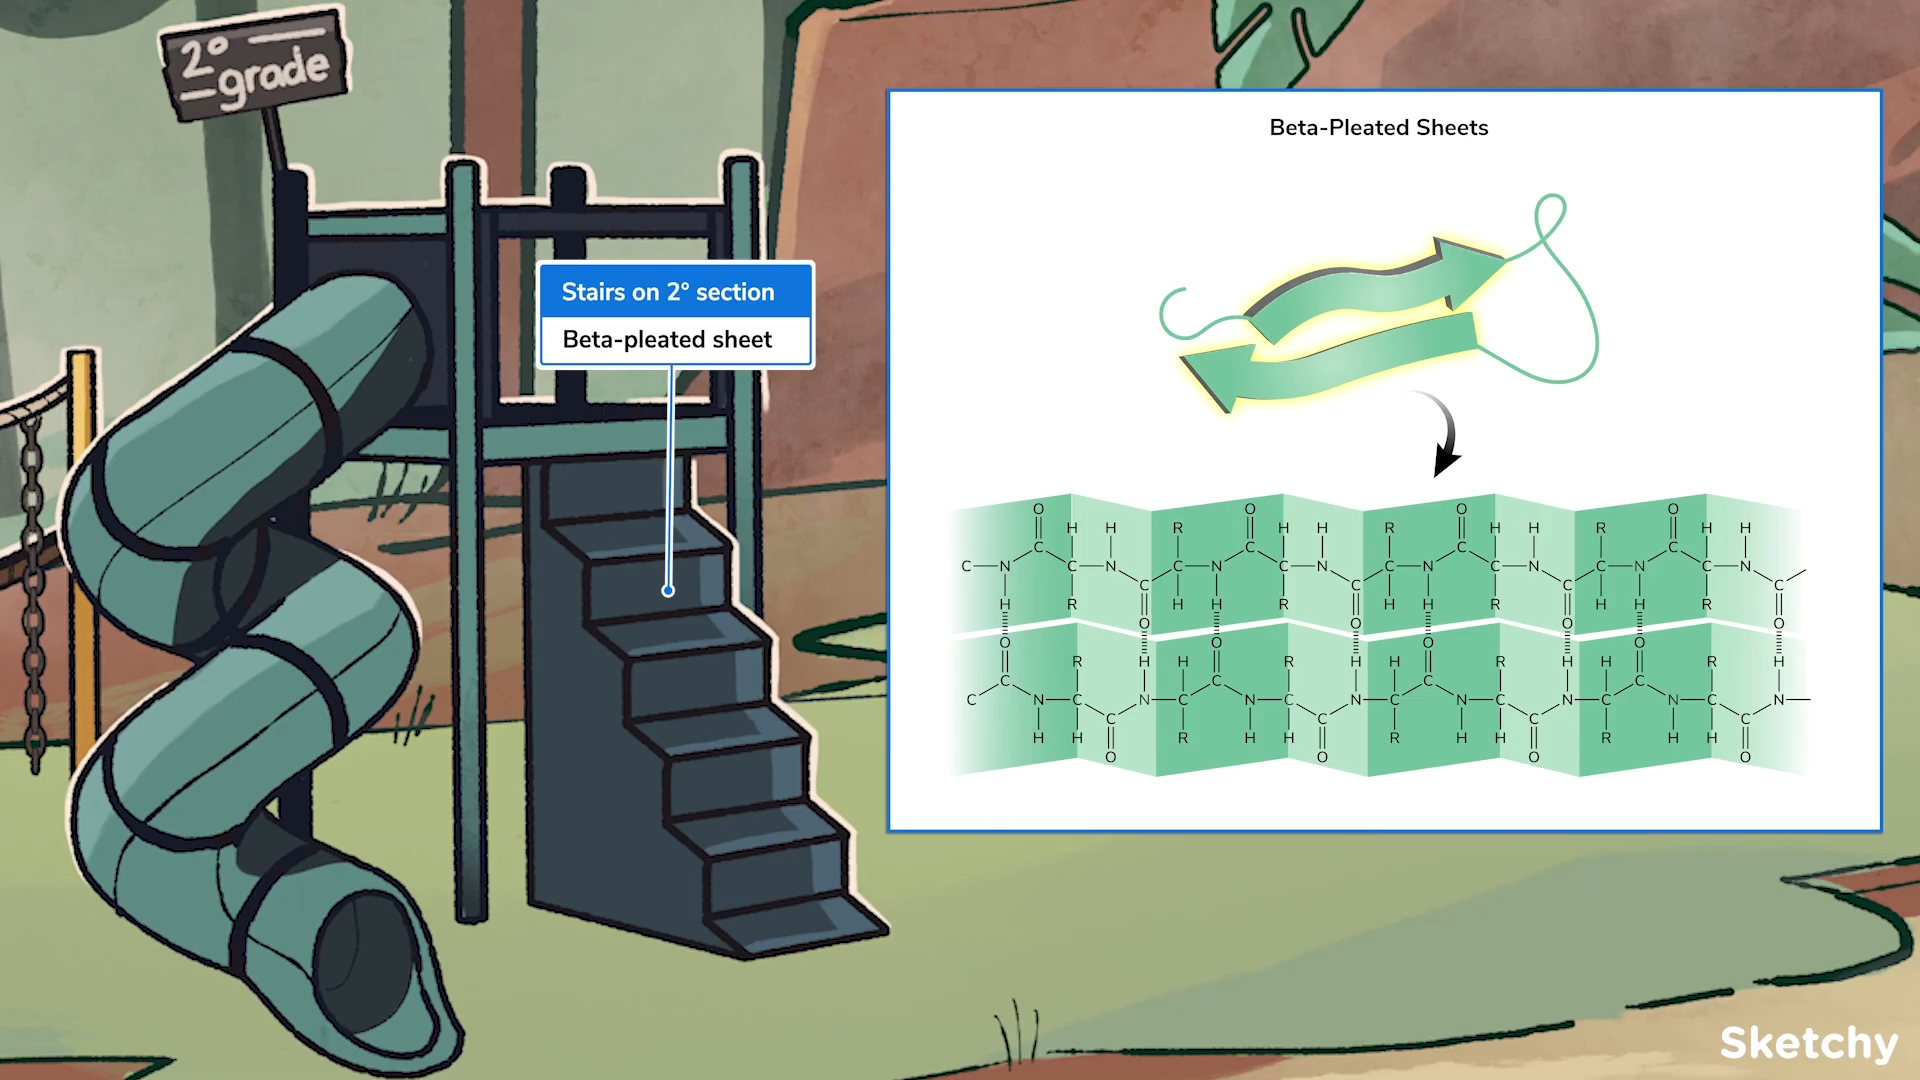 2° grade
Stairs on 2° section
Beta-pleated sheet
Beta-Pleated Sheets
O O O O
H H R H H R H H R H H
C C C C
C N C N C N C N C N C N C N C N
C C C C
H R H H R H H R H H R
O O O O
O O O O
R H H R H H R H H R H
C C C C
C N C N C N C N C N C N C N C N
C C C C
H H R H H R H H R H H
O O O O
Sketchy